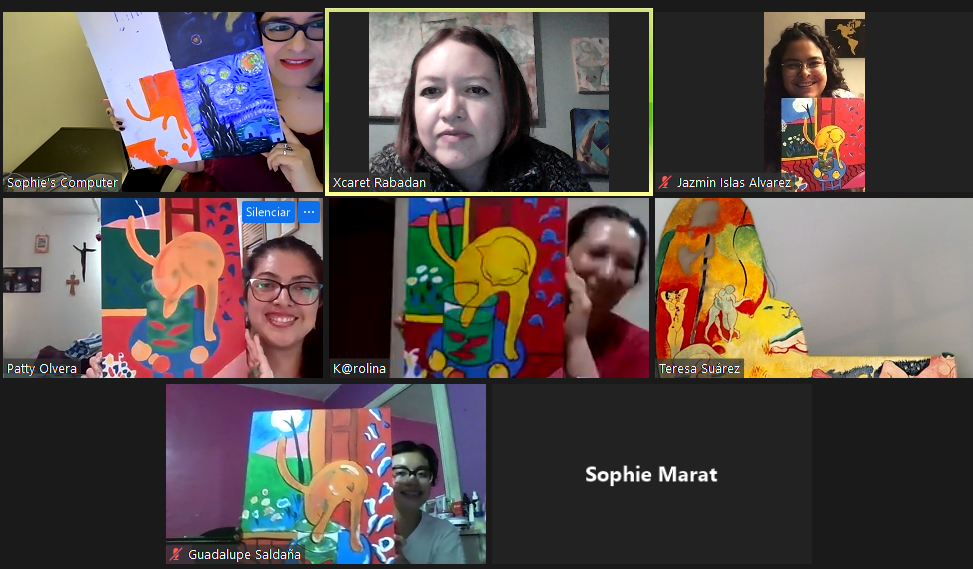 Sophie's Computer
Xcaret Rabadan
Jazmin Islas Alvarez
Silenciar ...
Patty Olvera
K@rolina
Teresa Suárez
Guadalupe Saldaña
Sophie Marat